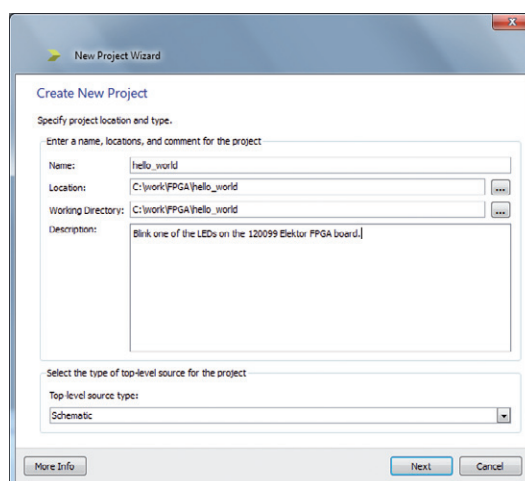 X
New Project Wizard
Create New Project
Specify project location and type.
Enter a name, locations, and comment for the project
Name: hello_world
Location: C:\work\FPGA\hello_world ...
Working Directory: C:\work\FPGA\hello_world ...
Description: Blink one of the LEDs on the 120099 Elektor FPGA board.
Select the type of top-level source for the project
Top-level source type:
Schematic
More Info Next Cancel